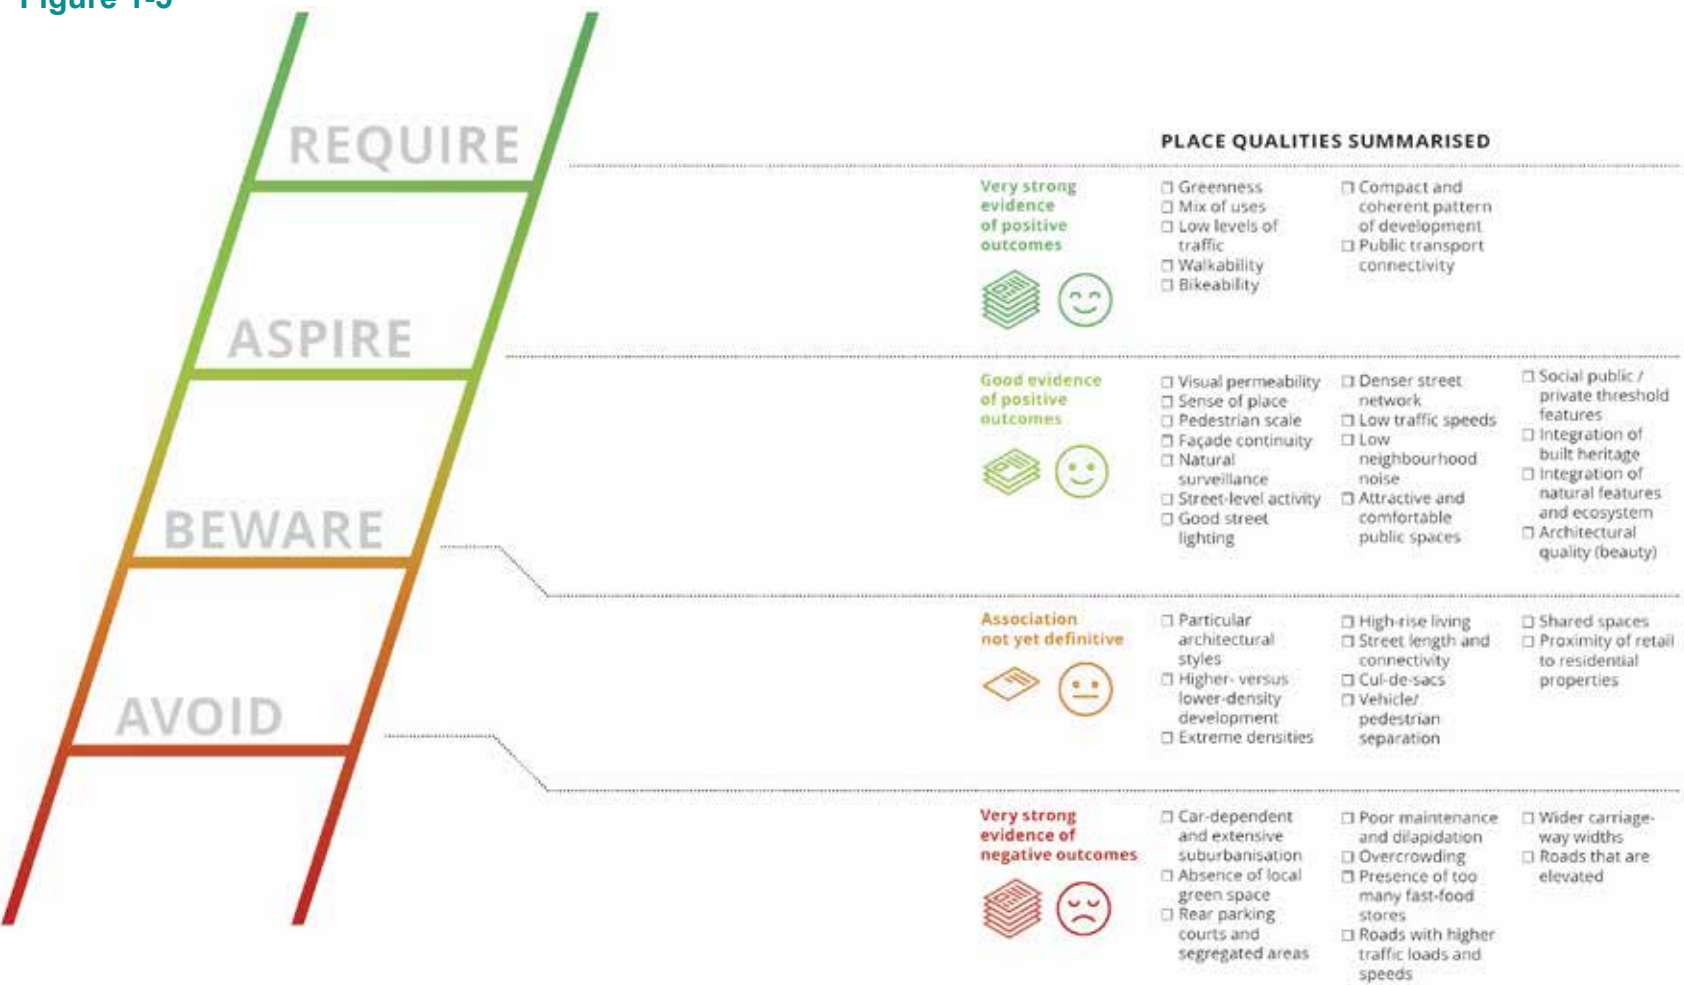 Figure 1-5
REQUIRE
ASPIRE
BEWARE
AVOID
PLACE QUALITIES SUMMARISED
Very strong
evidence
of positive
outcomes
❒ Greenness
❒ Mix of uses
❒ Low levels of
traffic
❒ Walkability
❒ Bikeability
❒ Compact and
coherent pattern
of development
❒ Public transport
connectivity
Good evidence
of positive
outcomes
❒ Visual permeability
❒ Sense of place
❒ Pedestrian scale
❒ Façade continuity
❒ Natural
surveillance
❒ Street-level activity
❒ Good street
lighting
❒ Denser street
network
❒ Low traffic speeds
❒ Low
neighbourhood
noise
❒ Attractive and
comfortable
public spaces
❒ Social public /
private threshold
features
❒ Integration of
built heritage
❒ Integration of
natural features
and ecosystem
❒ Architectural
quality (beauty)
Association
not yet definitive
❒ Particular
architectural
styles
❒ Higher- versus
lower-density
development
❒ Extreme densities
❒ High-rise living
❒ Street length and
connectivity
❒ Cul-de-sacs
❒ Vehicle/
pedestrian
separation
❒ Shared spaces
❒ Proximity of retail
to residential
properties
Very strong
evidence of
negative outcomes
❒ Car-dependent
and extensive
suburbanisation
❒ Absence of local
green space
❒ Rear parking
courts and
segregated areas
❒ Poor maintenance
and dilapidation
❒ Overcrowding
❒ Presence of too
many fast-food
stores
❒ Roads with higher
traffic loads and
speeds
❒ Wider carriage-
way widths
❒ Roads that are
elevated